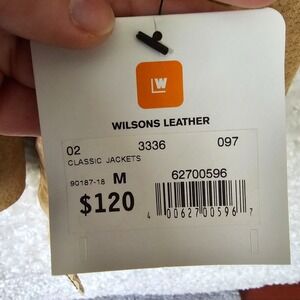 LW
WILSONS LEATHER
02 3336 097
CLASSIC JACKETS
90187-18 M 62700596
$120
4 00627 00596 7